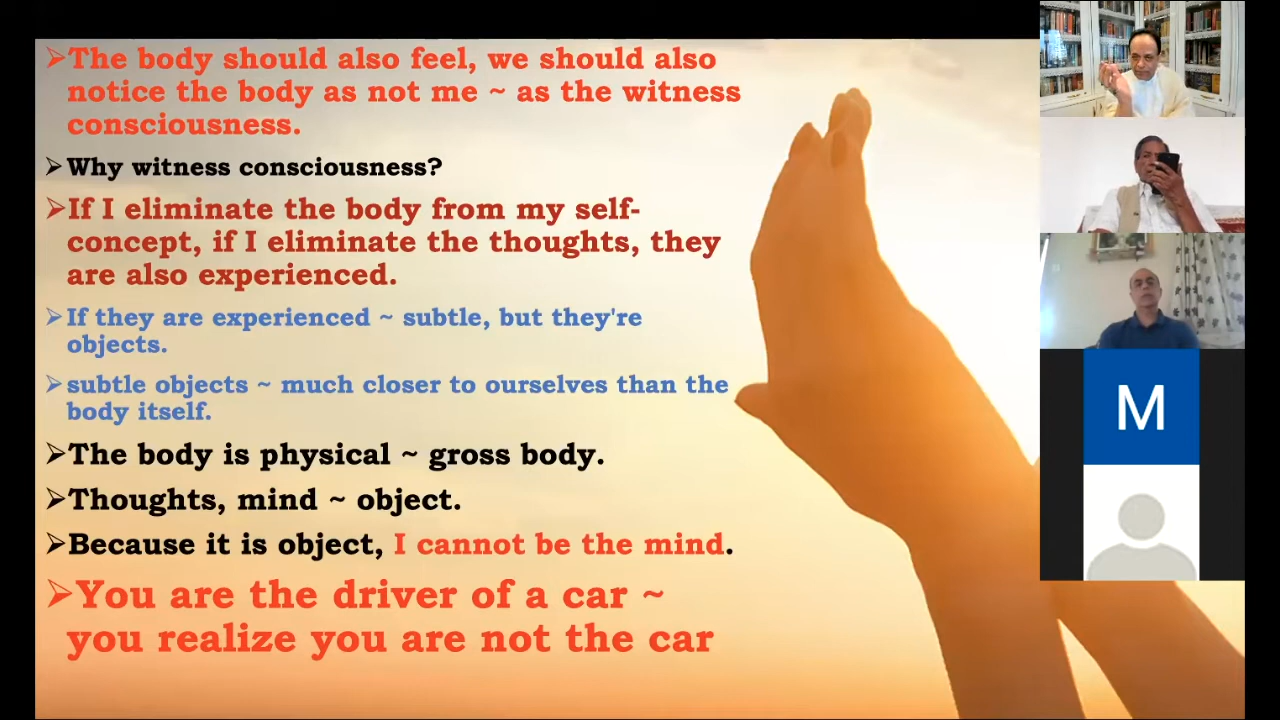 ➢The body should also feel, we should also
notice the body as not me ~ as the witness
consciousness.
➢Why witness consciousness?
➢If I eliminate the body from my self-
concept, if I eliminate the thoughts, they
are also experienced.
➢If they are experienced ~ subtle, but they're
objects.
➢subtle objects ~ much closer to ourselves than the
body itself.
➢The body is physical ~ gross body.
➢Thoughts, mind ~ object.
➢Because it is object, I cannot be the mind.
➢You are the driver of a car ~
you realize you are not the car
M